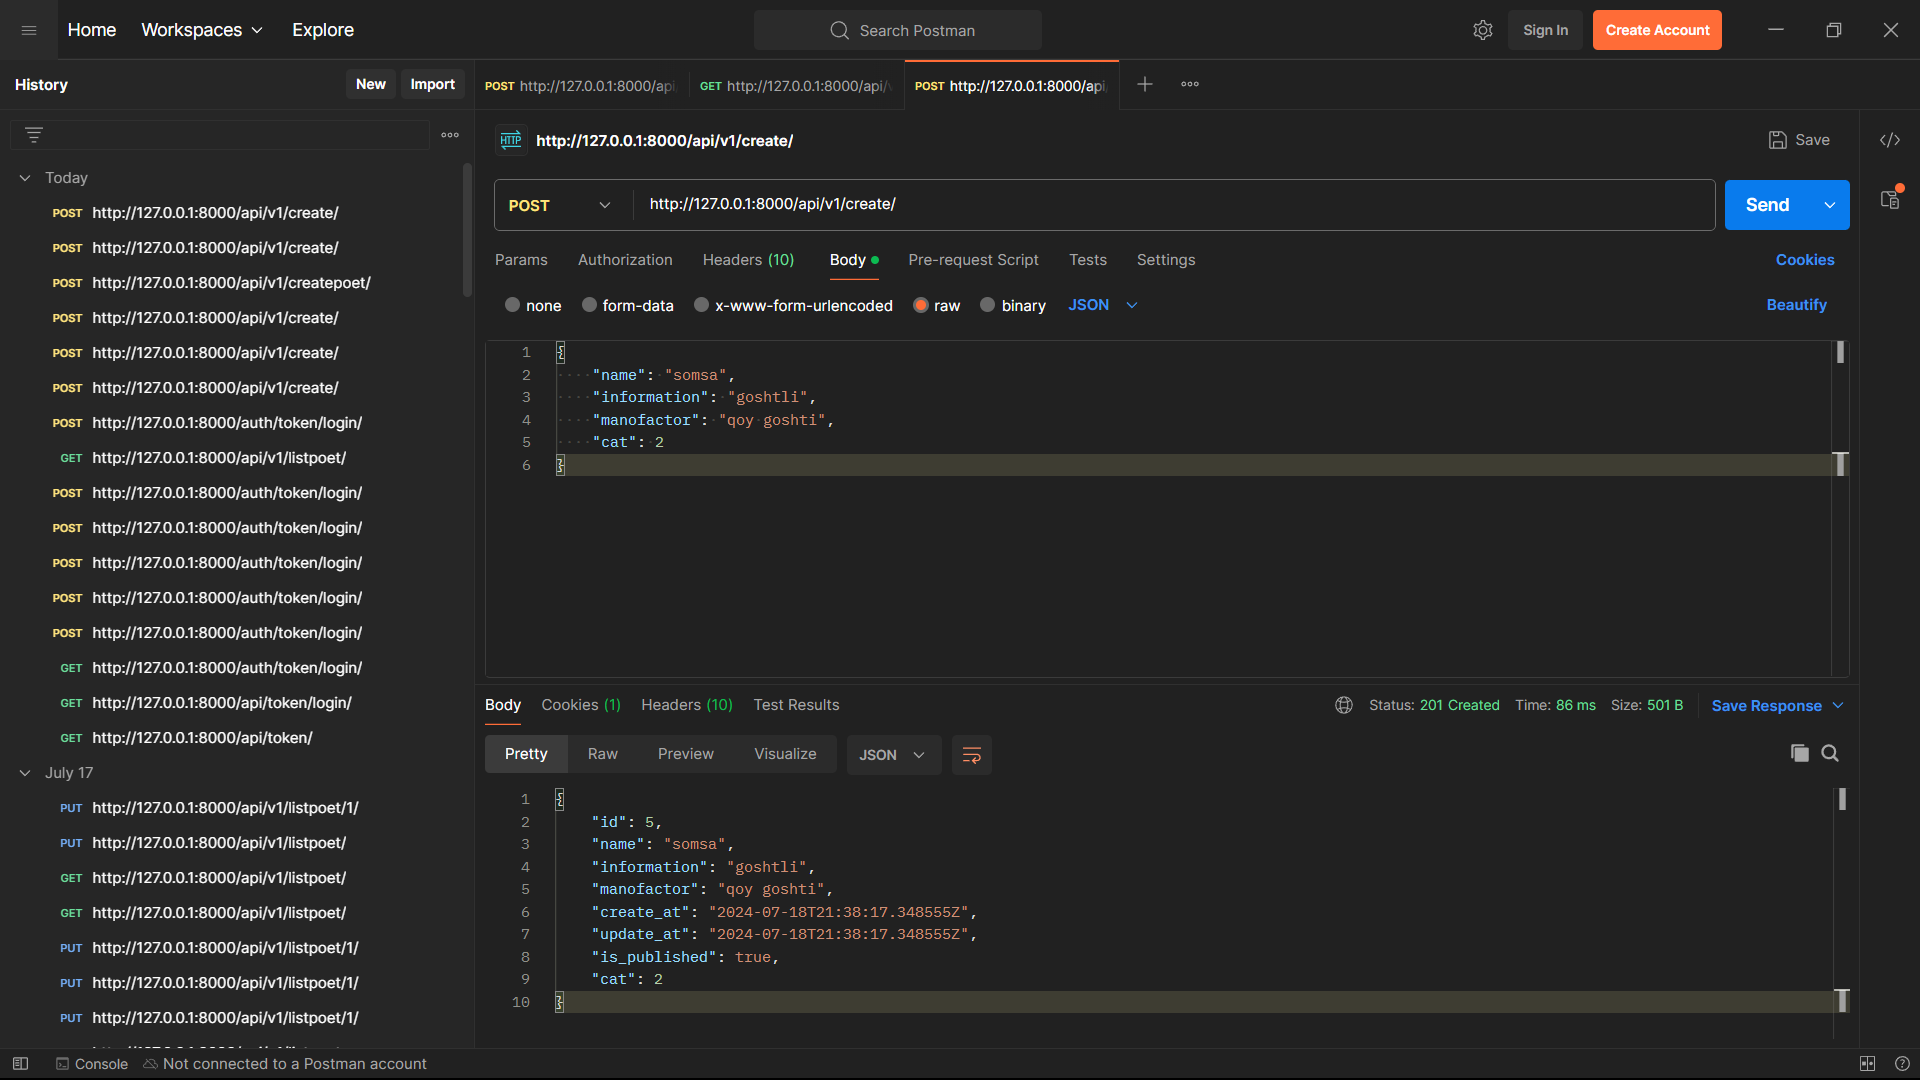 Home
Workspaces
Explore
Search Postman
Sign In
Create Account
History
New
Import
POST http://127.0.0.1:8000/api
GET http://127.0.0.1:8000/api/v
POST http://127.0.0.1:8000/api
Today
POST http://127.0.0.1:8000/api/v1/create/
POST http://127.0.0.1:8000/api/v1/create/
POST http://127.0.0.1:8000/api/v1/createpoet/
POST http://127.0.0.1:8000/api/v1/create/
POST http://127.0.0.1:8000/api/v1/create/
POST http://127.0.0.1:8000/api/v1/create/
POST http://127.0.0.1:8000/auth/token/login/
GET http://127.0.0.1:8000/api/v1/listpoet/
POST http://127.0.0.1:8000/auth/token/login/
POST http://127.0.0.1:8000/auth/token/login/
POST http://127.0.0.1:8000/auth/token/login/
POST http://127.0.0.1:8000/auth/token/login/
POST http://127.0.0.1:8000/auth/token/login/
GET http://127.0.0.1:8000/auth/token/login/
GET http://127.0.0.1:8000/api/token/login/
GET http://127.0.0.1:8000/api/token/
July 17
PUT http://127.0.0.1:8000/api/v1/listpoet/1/
PUT http://127.0.0.1:8000/api/v1/listpoet/
GET http://127.0.0.1:8000/api/v1/listpoet/
GET http://127.0.0.1:8000/api/v1/listpoet/
PUT http://127.0.0.1:8000/api/v1/listpoet/1/
PUT http://127.0.0.1:8000/api/v1/listpoet/1/
PUT http://127.0.0.1:8000/api/v1/listpoet/1/
HTTP http://127.0.0.1:8000/api/v1/create/
Save
</>
POST http://127.0.0.1:8000/api/v1/create/
Send
Params Authorization Headers (10) Body Pre-request Script Tests Settings Cookies
none form-data x-www-form-urlencoded raw binary JSON Beautify
1 {
2 "name": "somsa",
3 "information": "goshtli",
4 "manofactor": "qoy goshti",
5 "cat": 2
6 }
Body Cookies (1) Headers (10) Test Results Status: 201 Created Time: 86 ms Size: 501 B Save Response
Pretty Raw Preview Visualize JSON
1 {
2 "id": 5,
3 "name": "somsa",
4 "information": "goshtli",
5 "manofactor": "qoy goshti",
6 "create_at": "2024-07-18T21:38:17.348555Z",
7 "update_at": "2024-07-18T21:38:17.348555Z",
8 "is_published": true,
9 "cat": 2
10 }
Console Not connected to a Postman account